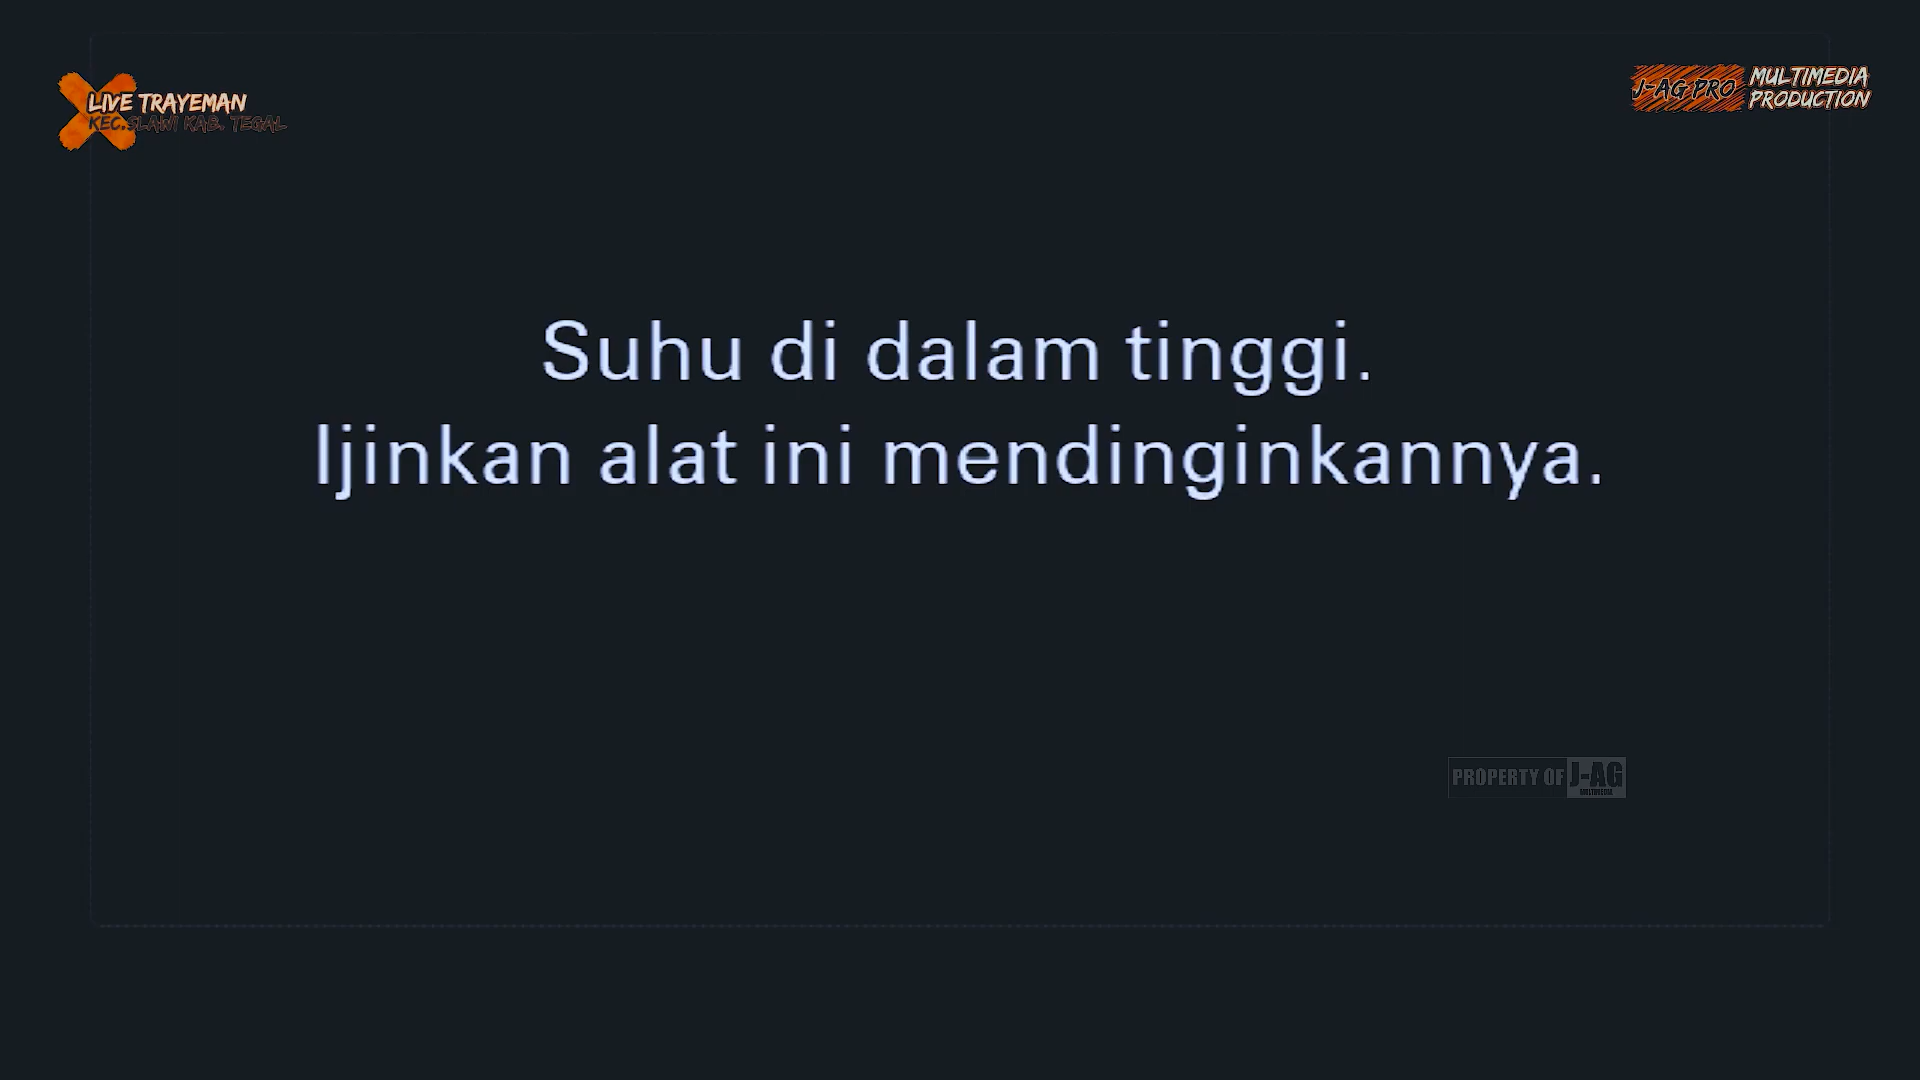 LIVE TRAYEMAN
KEC.SLAWI KAB. TEGAL
J-AG PRO
MULTIMEDIA
PRODUCTION
Suhu di dalam tinggi.
Ijinkan alat ini mendinginkannya.
PROPERTY OF J-AG
MULTIMEDIA